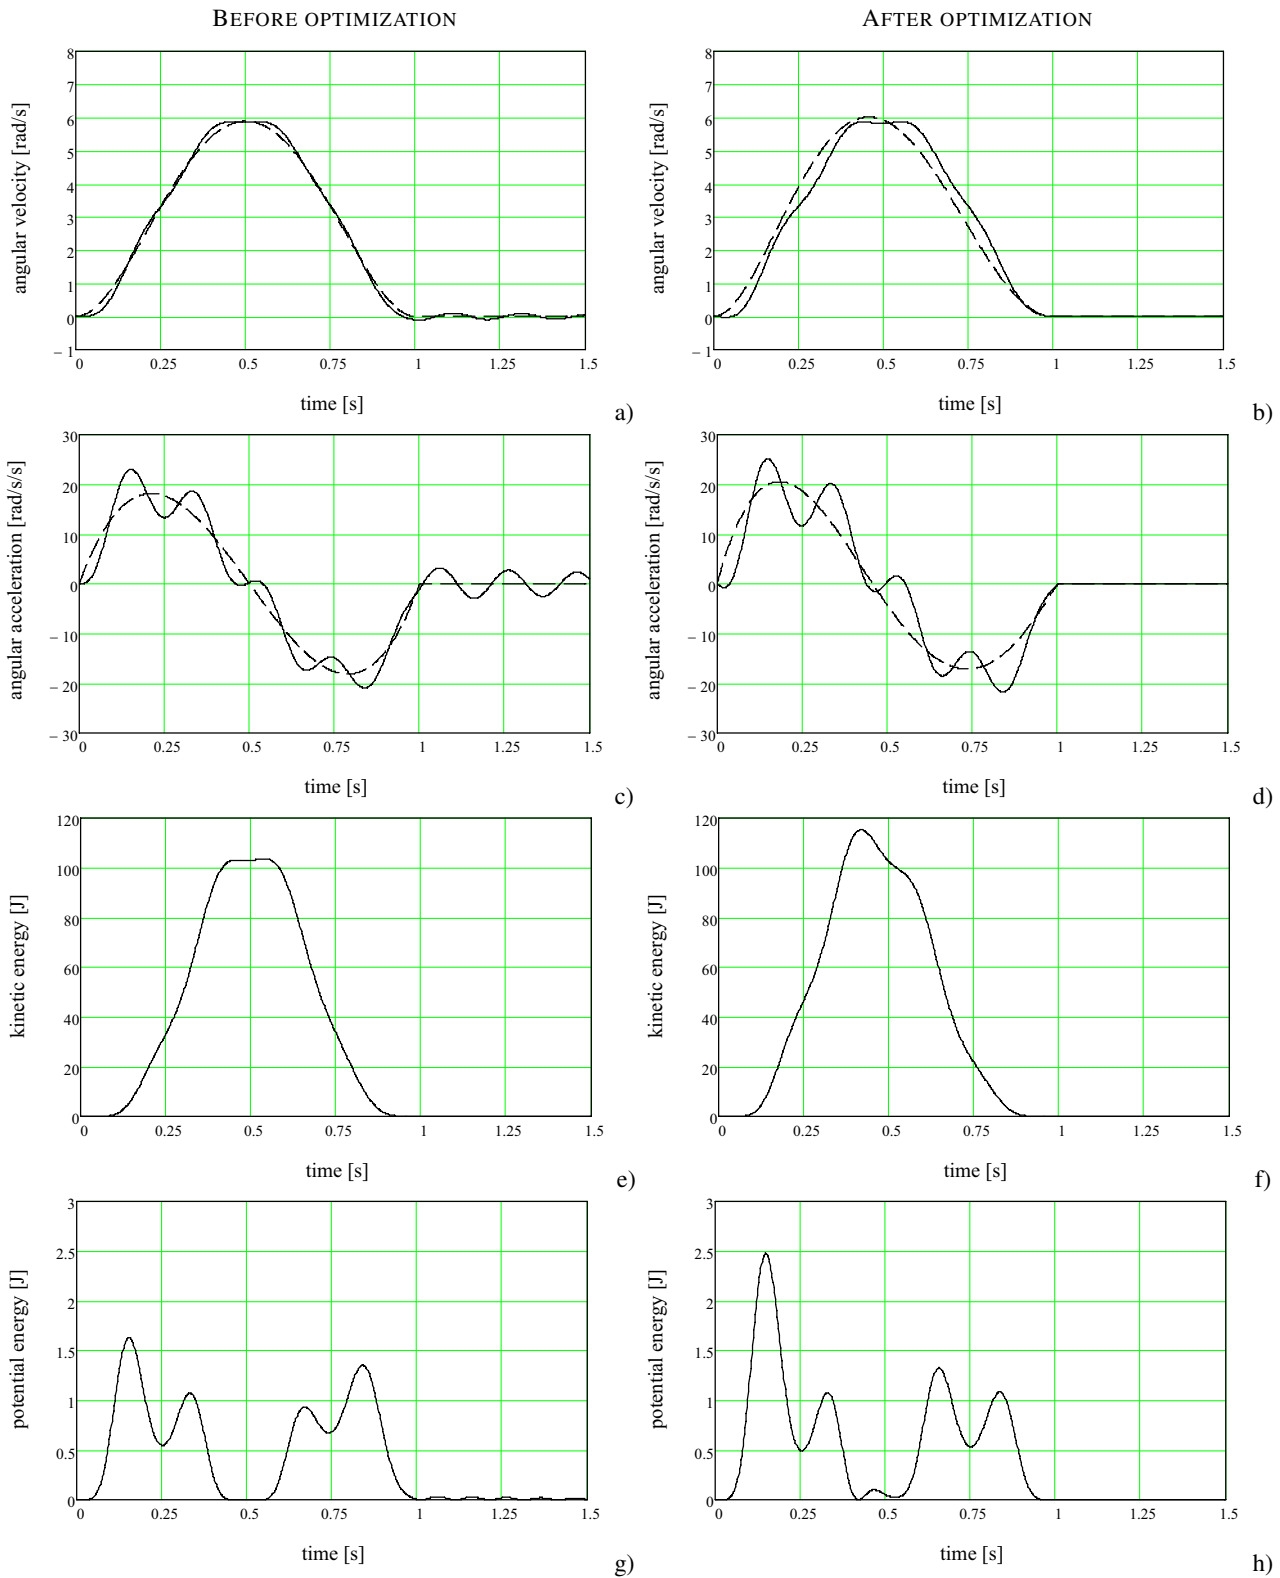 BEFORE OPTIMIZATION
AFTER OPTIMIZATION
8
7
6
5
4
3
2
1
0
– 1
0 0.25 0.5 0.75 1 1.25 1.5
angular velocity [rad/s]
time [s]
a)
8
7
6
5
4
3
2
1
0
– 1
0 0.25 0.5 0.75 1 1.25 1.5
angular velocity [rad/s]
time [s]
b)
30
20
10
0
– 10
– 20
– 30
0 0.25 0.5 0.75 1 1.25 1.5
angular acceleration [rad/s/s]
time [s]
c)
30
20
10
0
– 10
– 20
– 30
0 0.25 0.5 0.75 1 1.25 1.5
angular acceleration [rad/s/s]
time [s]
d)
120
100
80
60
40
20
0
0 0.25 0.5 0.75 1 1.25 1.5
kinetic energy [J]
time [s]
e)
120
100
80
60
40
20
0
0 0.25 0.5 0.75 1 1.25 1.5
kinetic energy [J]
time [s]
f)
3
2.5
2
1.5
1
0.5
0
0 0.25 0.5 0.75 1 1.25 1.5
potential energy [J]
time [s]
g)
3
2.5
2
1.5
1
0.5
0
0 0.25 0.5 0.75 1 1.25 1.5
potential energy [J]
time [s]
h)